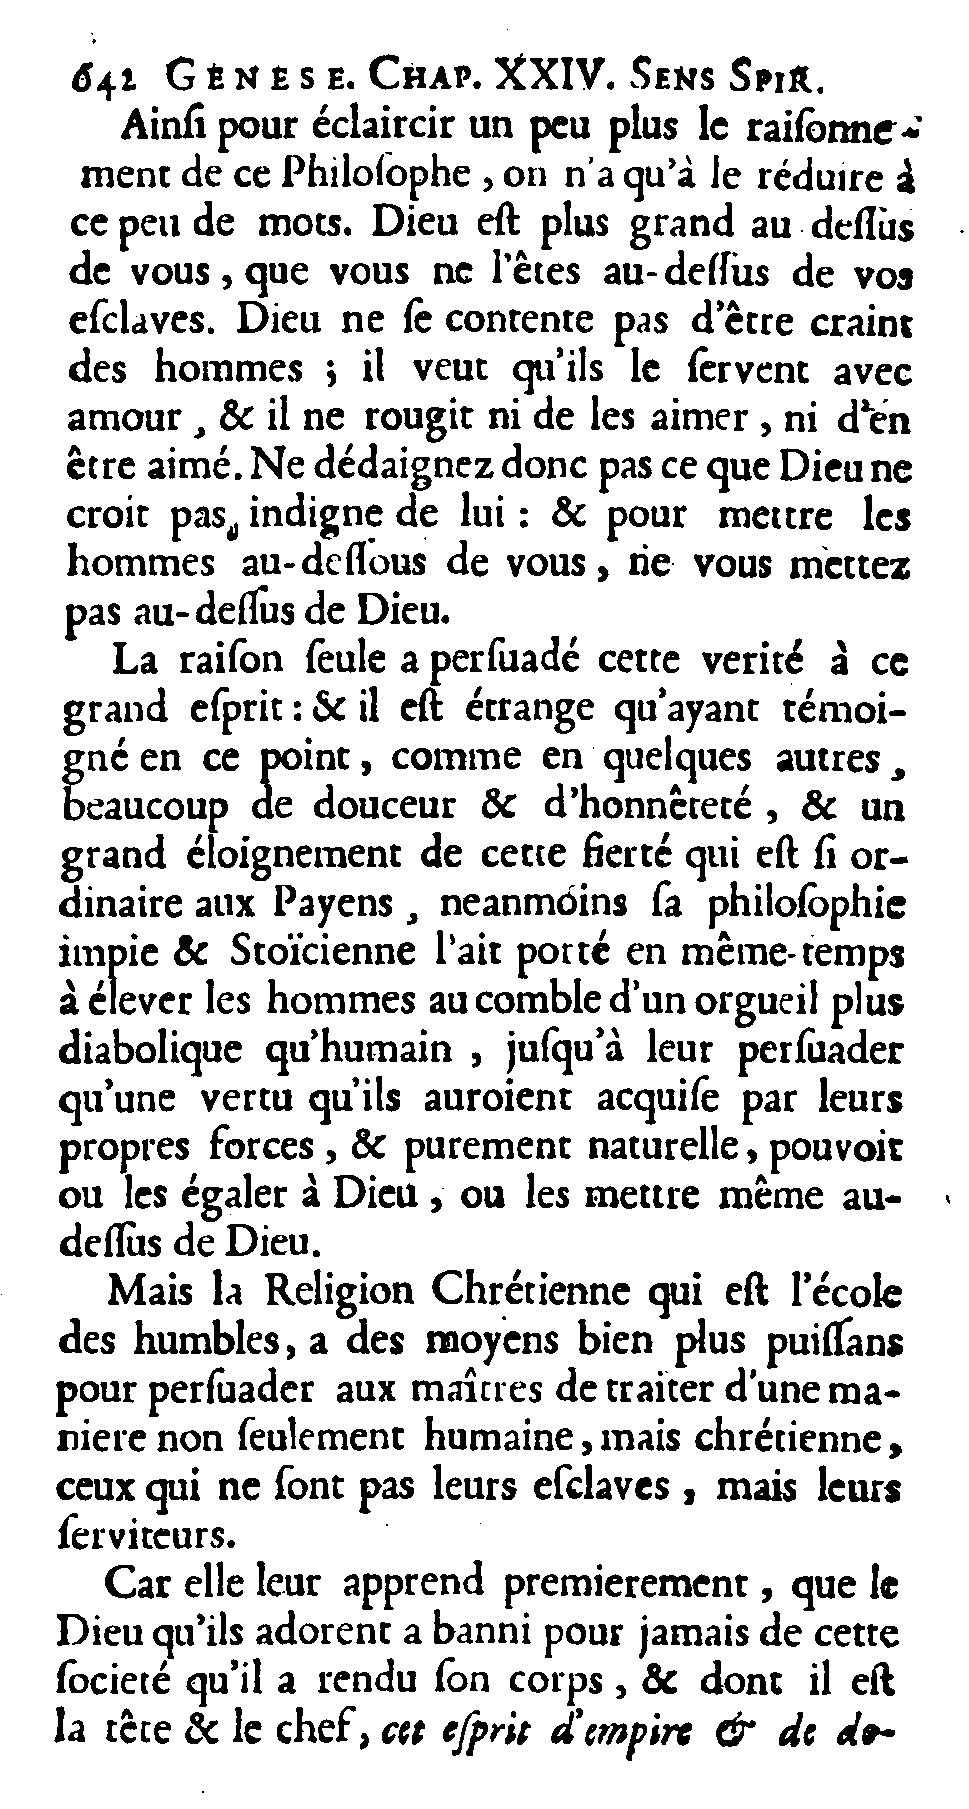 642 GENESE. CHAP. XXIV. SENS SPIR.
Ainſi pour éclaircir un peu plus le raiſonne-
ment de ce Philoſophe, on n'a qu'à le réduire à
ce peu de mots. Dieu eſt plus grand au deſſus
de vous, que vous ne l'êtes au-deſſus de vos
eſclaves. Dieu ne ſe contente pas d'être craint
des hommes ; il veut qu'ils le ſervent avec
amour, & il ne rougit ni de les aimer, ni d'en
être aimé. Ne dédaignez donc pas ce que Dieu ne
croit pas indigne de lui : & pour mettre les
hommes au-deſſous de vous, ne vous mettez
pas au-deſſus de Dieu.
La raiſon ſeule a perſuadé cette verité à ce
grand eſprit : & il eſt étrange qu'ayant témoi-
gné en ce point, comme en quelques autres,
beaucoup de douceur & d'honnêteté, & un
grand éloignement de cette fierté qui eſt ſi or-
dinaire aux Payens, neanmoins ſa philoſophie
impie & Stoïcienne l'ait porté en même-temps
à élever les hommes au comble d'un orgueil plus
diabolique qu'humain, juſqu'à leur perſuader
qu'une vertu qu'ils auroient acquiſe par leurs
propres forces, & purement naturelle, pouvoit
ou les égaler à Dieu, ou les mettre même au-
deſſus de Dieu.
Mais la Religion Chrétienne qui eſt l'école
des humbles, a des moyens bien plus puiſſans
pour perſuader aux maîtres de traiter d'une ma-
niere non ſeulement humaine, mais chrétienne,
ceux qui ne ſont pas leurs eſclaves, mais leurs
ſerviteurs.
Car elle leur apprend premierement, que le
Dieu qu'ils adorent a banni pour jamais de cette
ſocieté qu'il a rendu ſon corps, & dont il eſt
la tête & le chef, cet eſprit d'empire & de do-